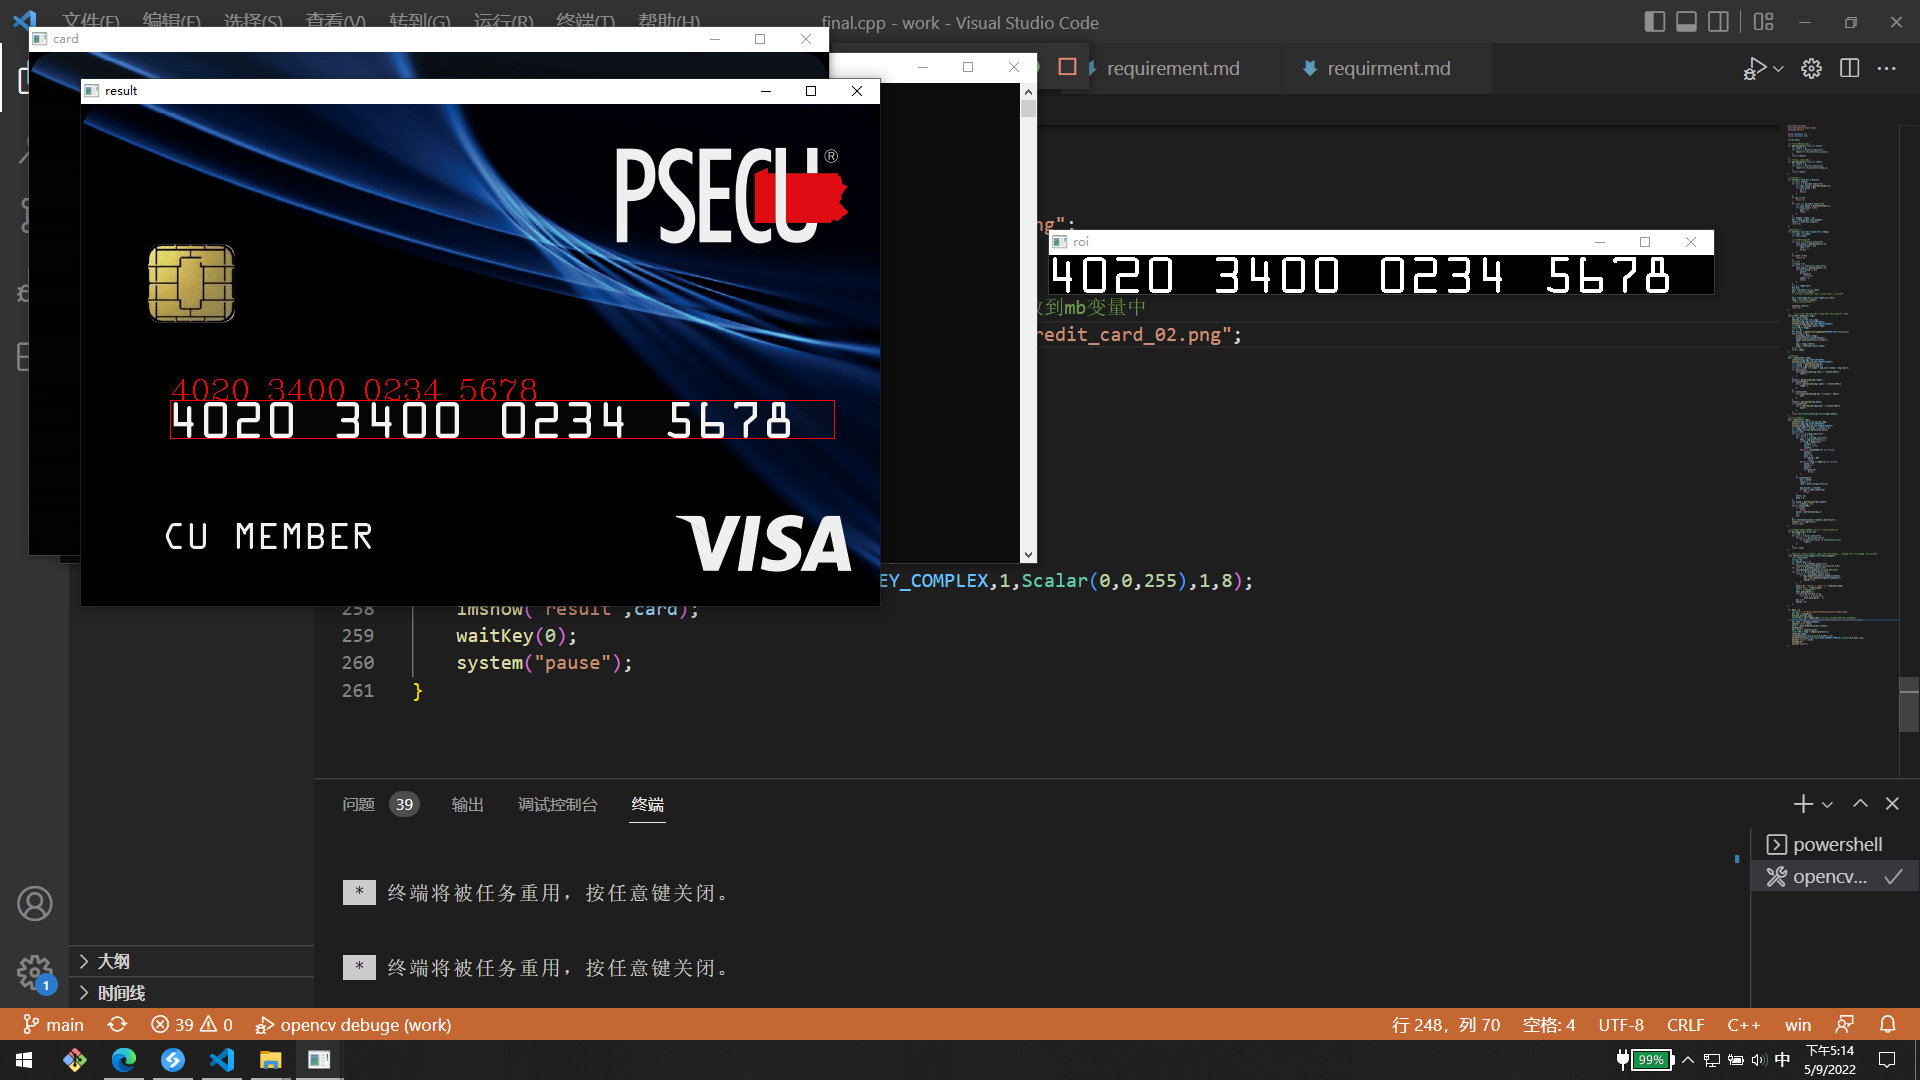 文件(F) 编辑(E) 选择(S) 查看(V) 转到(G) 运行(R) 终端(T) 帮助(H)
final.cpp - work - Visual Studio Code
card
result
requirement.md
requirment.md
PSECU®
4020 3400 0234 5678
4020 3400 0234 5678
CU MEMBER
VISA
roi
4020 3400 0234 5678
ng";
到mb变量中
redit_card_02.png";
EY_COMPLEX,1,Scalar(0,0,255),1,8);
258 imshow("result",card);
259 waitKey(0);
260 system("pause");
261 }
问题 39 输出 调试控制台 终端
powershell
opencv...
* 终端将被任务重用，按任意键关闭。
* 终端将被任务重用，按任意键关闭。
大纲
时间线
1
main 39 0 opencv debuge (work) 行 248，列 70 空格: 4 UTF-8 CRLF C++ win
99% 中 下午5:14
5/9/2022